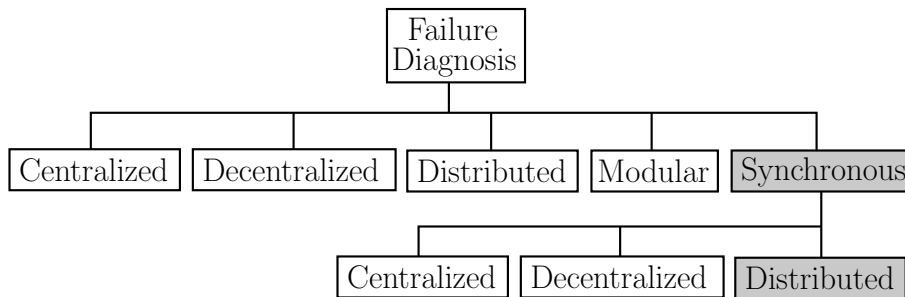 Failure
Diagnosis
Centralized
Decentralized
Distributed
Modular
Synchronous
Centralized
Decentralized
Distributed